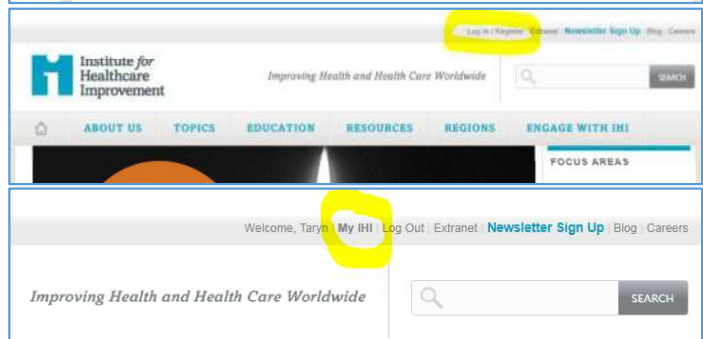 Log In | Register | Extranet | Newsletter Sign Up | Blog | Careers
Institute for
Healthcare
Improvement
Improving Health and Health Care Worldwide
SEARCH
ABOUT US TOPICS EDUCATION RESOURCES REGIONS ENGAGE WITH IHI
FOCUS AREAS
Welcome, Taryn | My IHI | Log Out | Extranet | Newsletter Sign Up | Blog | Careers
Improving Health and Health Care Worldwide
SEARCH